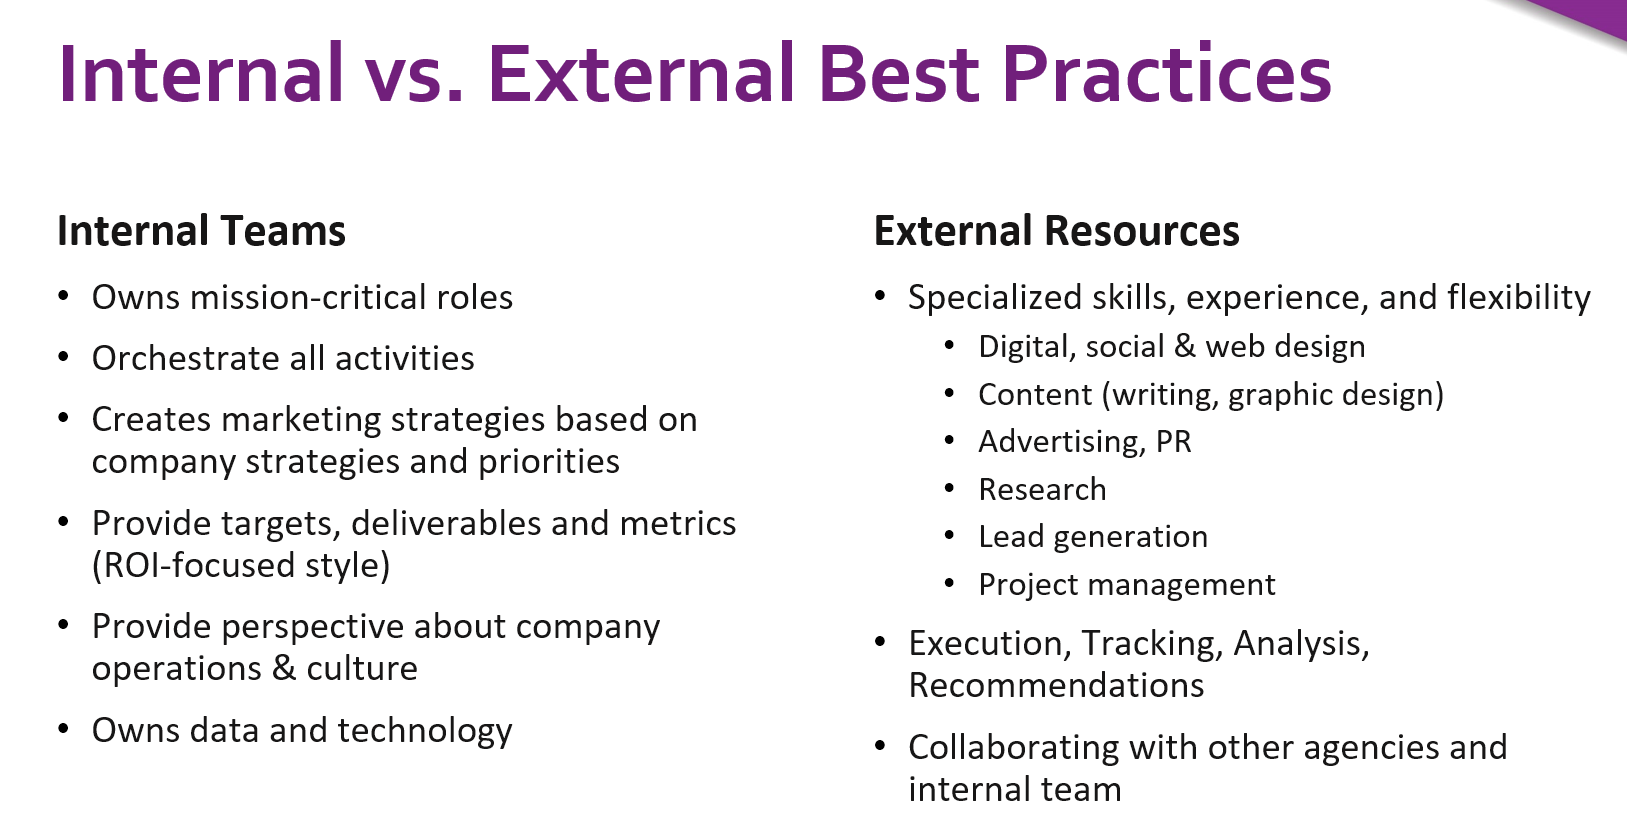 Internal vs. External Best Practices
Internal Teams
• Owns mission-critical roles
• Orchestrate all activities
• Creates marketing strategies based on
company strategies and priorities
• Provide targets, deliverables and metrics
(ROI-focused style)
• Provide perspective about company
operations & culture
• Owns data and technology
External Resources
• Specialized skills, experience, and flexibility
• Digital, social & web design
• Content (writing, graphic design)
• Advertising, PR
• Research
• Lead generation
• Project management
• Execution, Tracking, Analysis,
Recommendations
• Collaborating with other agencies and
internal team